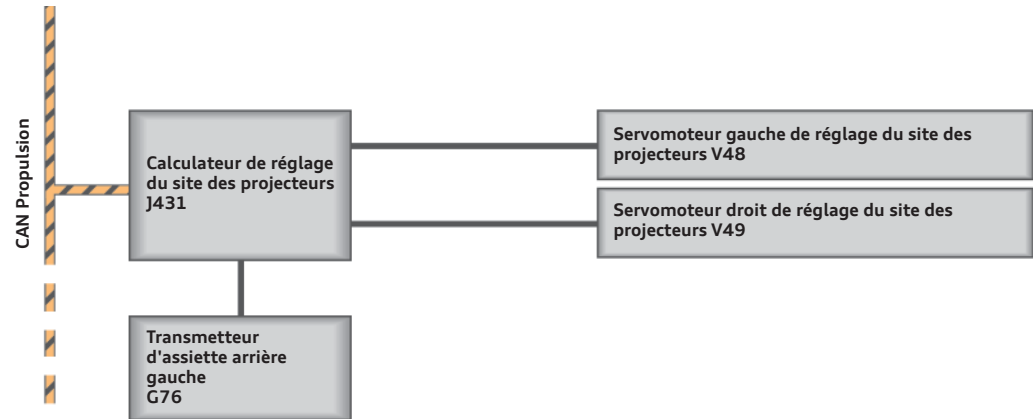 CAN Propulsion
Calculateur de réglage
du site des projecteurs
J431
Servomoteur gauche de réglage du site des
projecteurs V48
Servomoteur droit de réglage du site des
projecteurs V49
Transmetteur
d'assiette arrière
gauche
G76